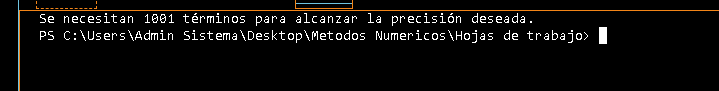 Se necesitan 1001 términos para alcanzar la precisión deseada.
PS C:\Users\Admin Sistema\Desktop\Metodos Numericos\Hojas de trabajo>